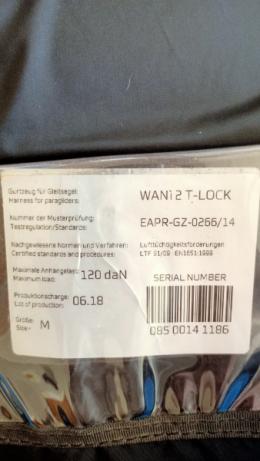 Gurtzeug für Gleitsegel:
Harness for paragliders:
WANI 2 T-LOCK
Nummer der Musterprüfung:
Testregulation/Standards:
EAPR-GZ-0266/14
Nachgewiesene Normen und Verfahren:
Certified standards and procedures:
Lufttüchtigkeitsforderungen
LTF 91/09 EN1651:1999
Maximale Anhängelast:
Maximum load:
120 daN
SERIAL NUMBER
Produktionscharge:
Lot of production:
06.18
Größe:
Size:
M
085 0014 1186